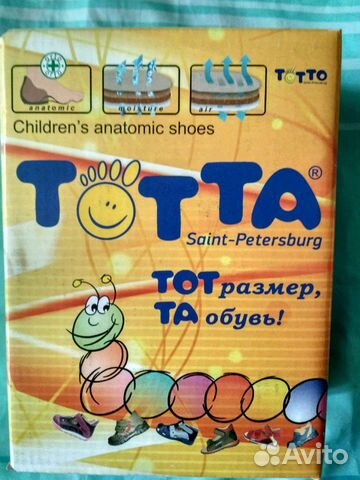 anatomic moisture air
TOTTO
Children's anatomic shoes
TOTTA®
Saint-Petersburg
ТОТ размер,
ТА обувь!
Avito